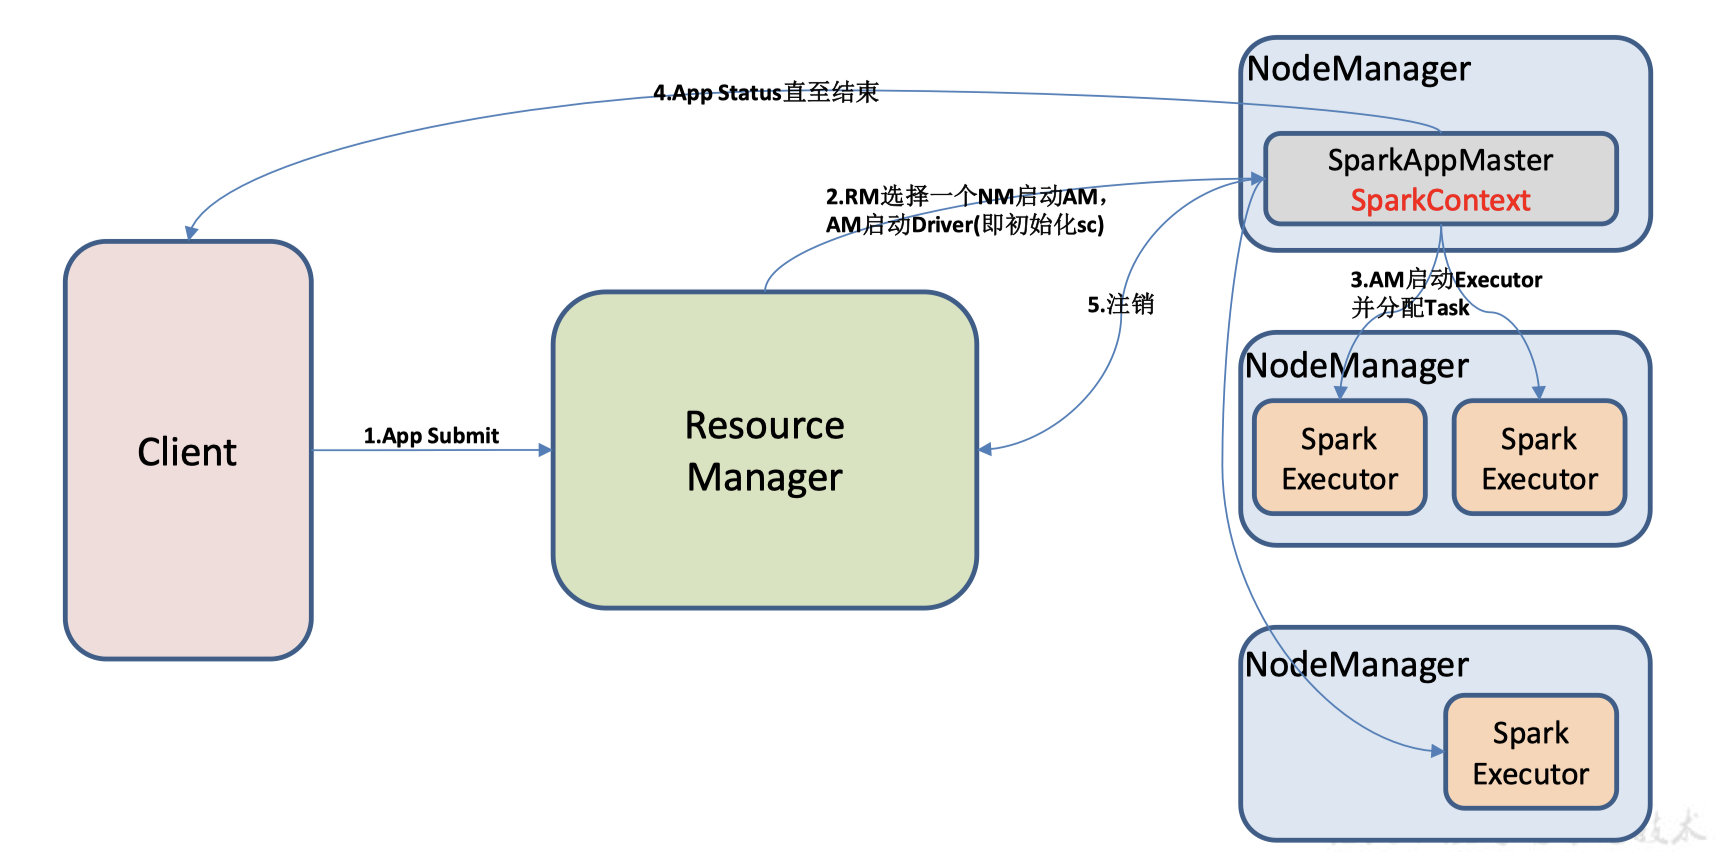 NodeManager
4.App Status直至结束
SparkAppMaster
SparkContext
2.RM选择一个NM启动AM，
AM启动Driver(即初始化sc)
3.AM启动Executor
并分配Task
5.注销
NodeManager
Client
1.App Submit
Resource
Manager
Spark
Executor
Spark
Executor
NodeManager
Spark
Executor
技术